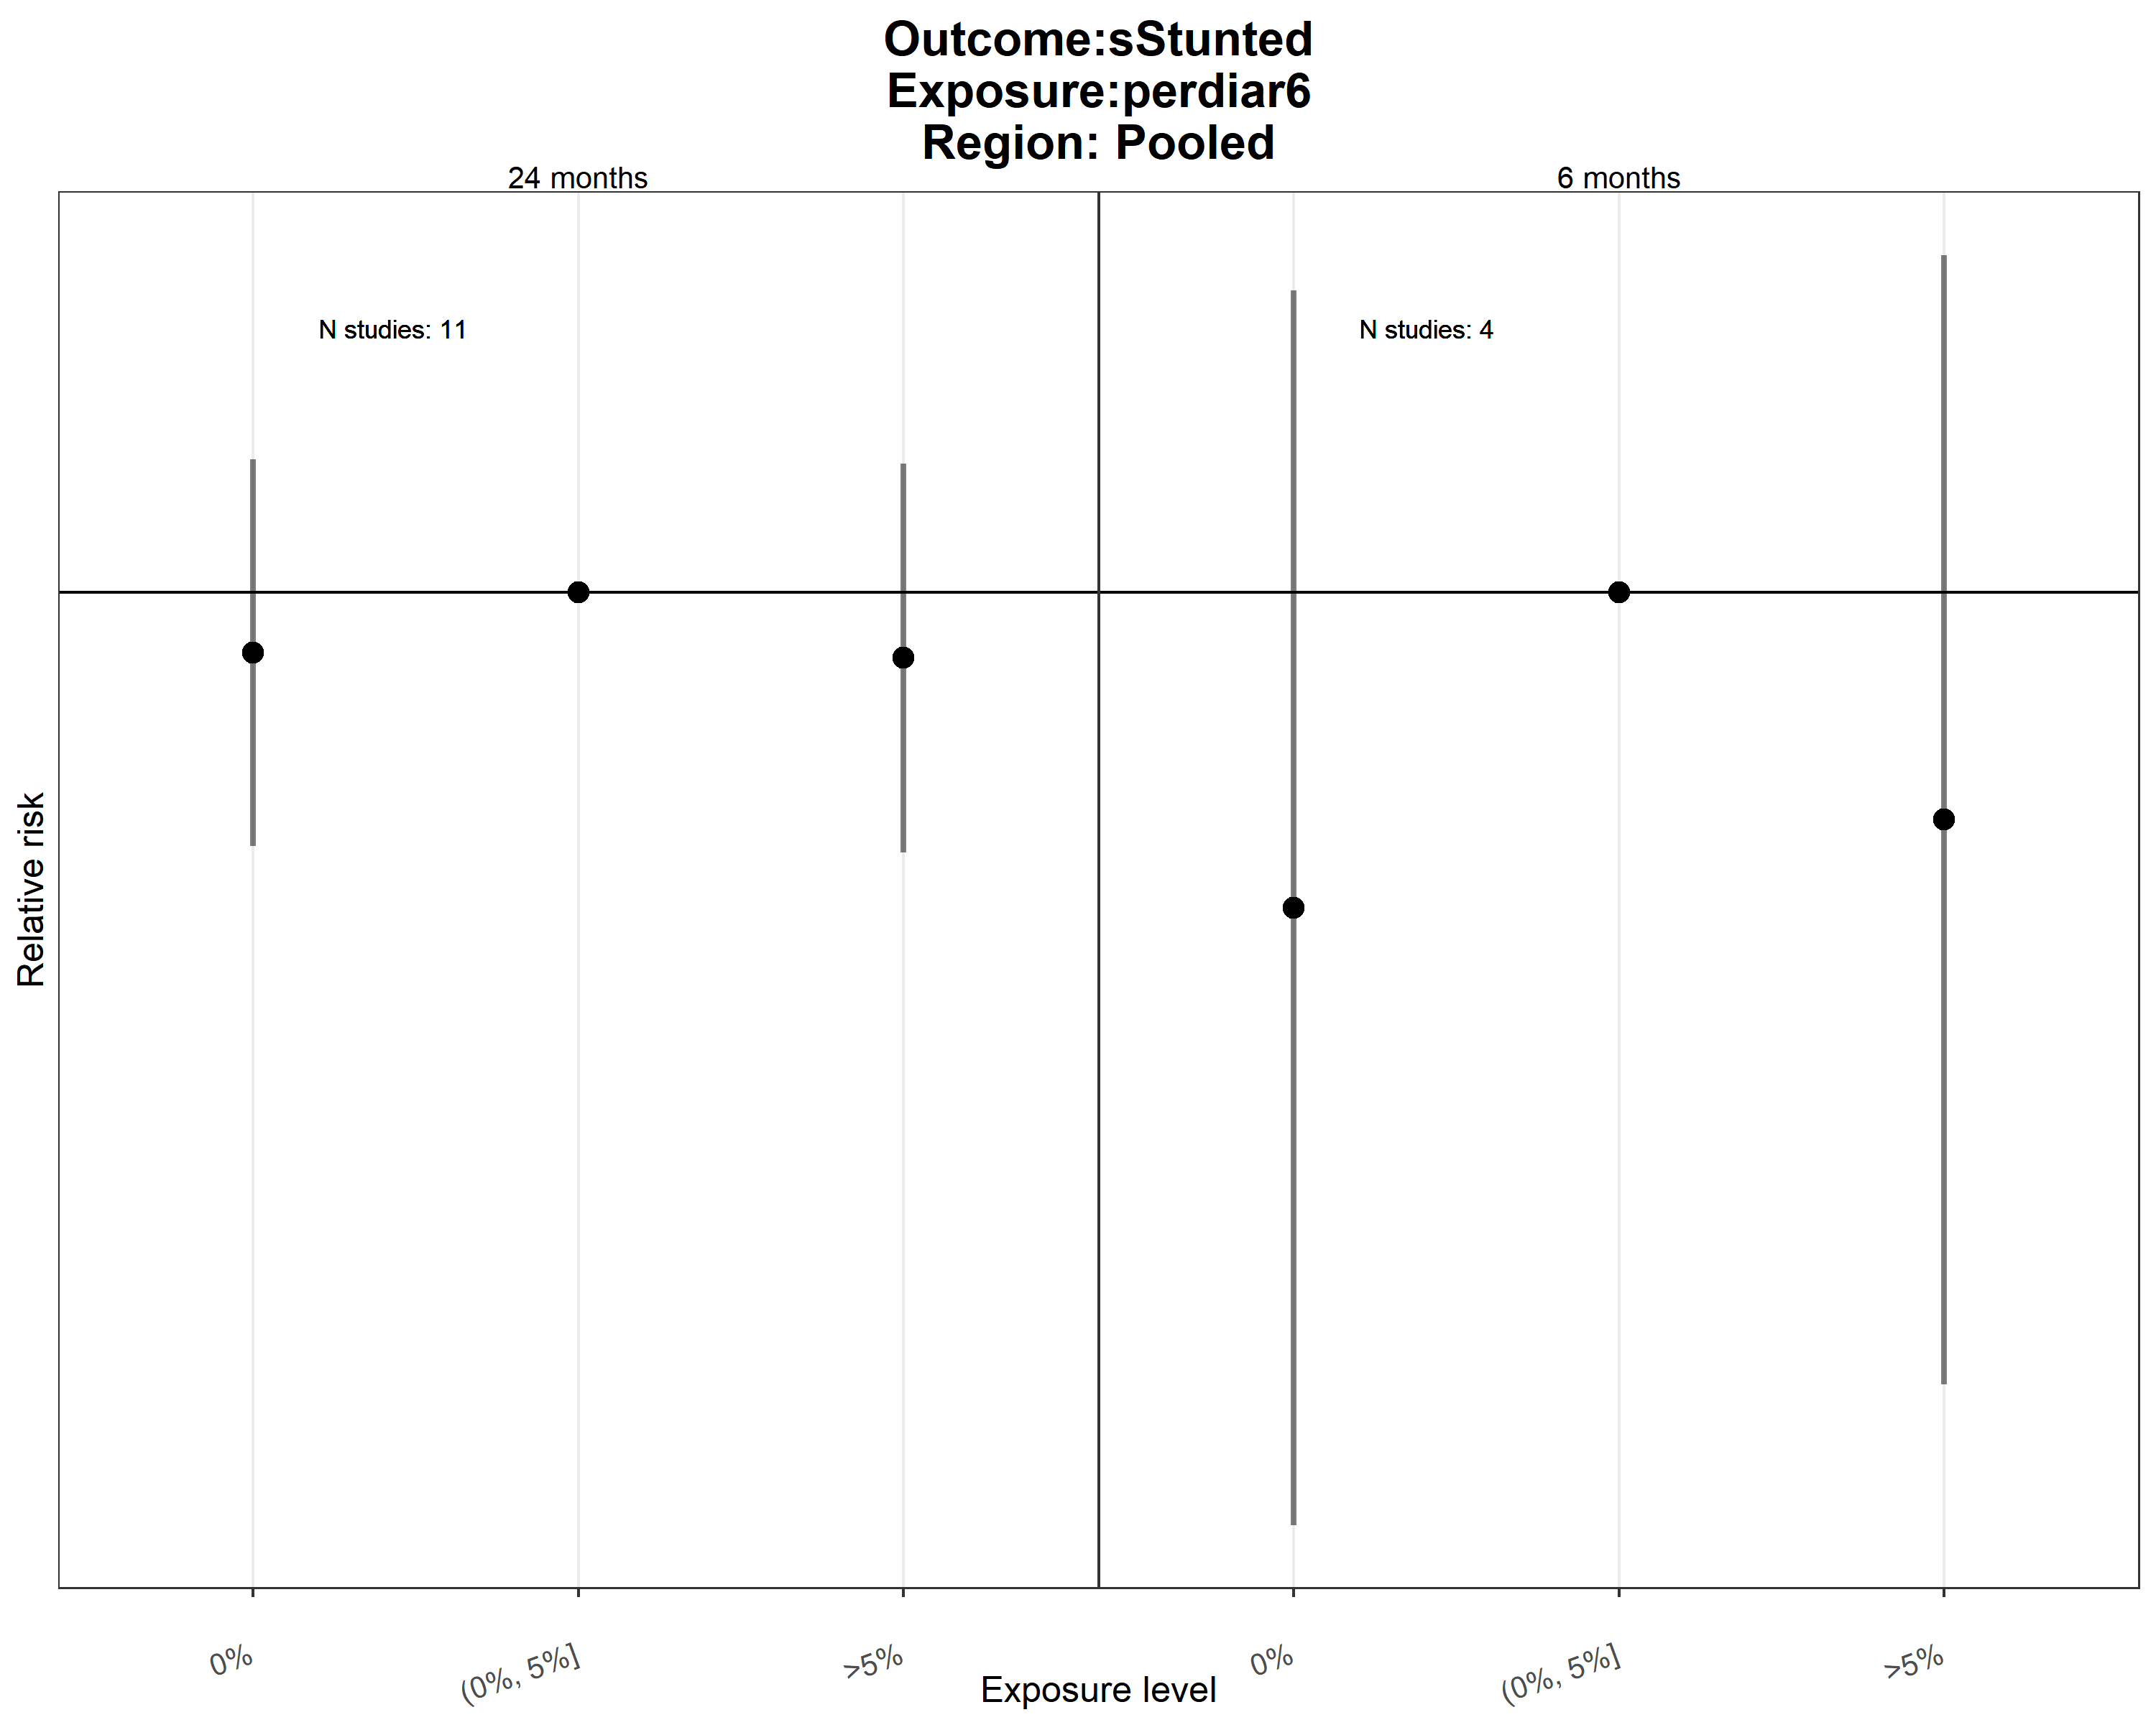 Outcome:sStunted
Exposure:perdiar6
Region: Pooled
24 months
6 months
N studies: 11
N studies: 4
Relative risk
0%
(0%, 5%]
>5%
0%
(0%, 5%]
>5%
Exposure level